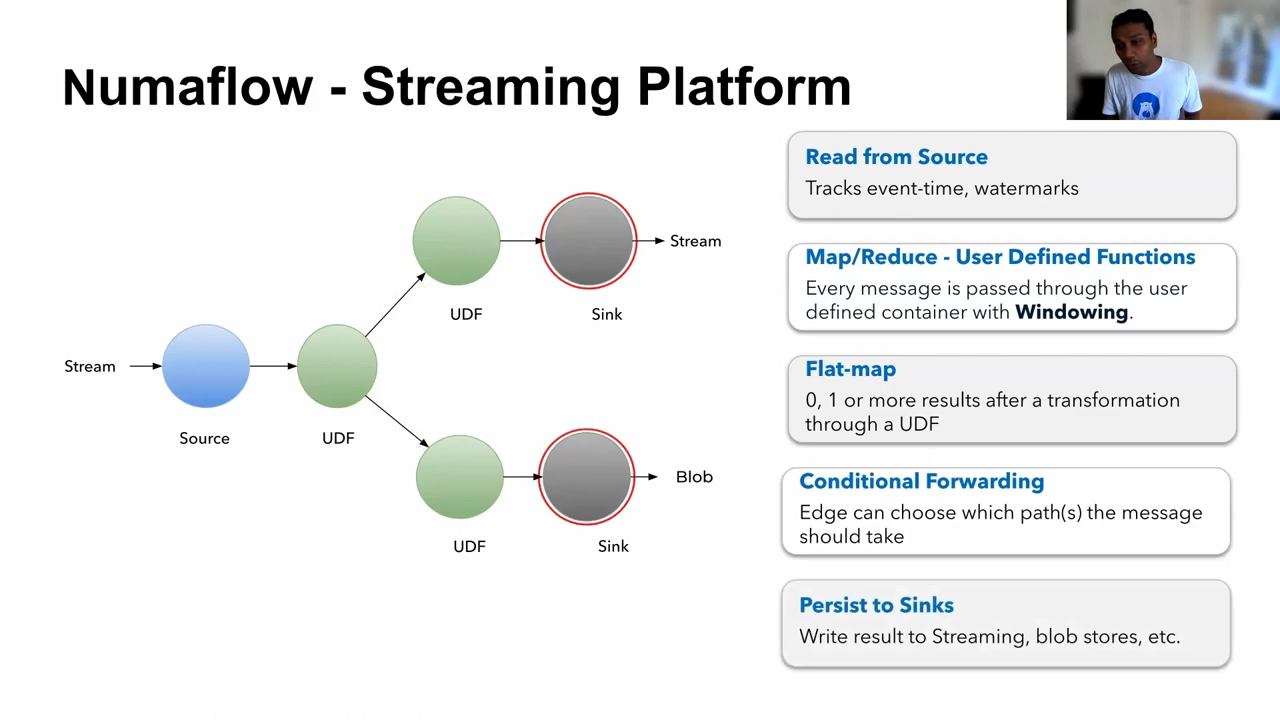 Numaflow - Streaming Platform
Stream
Source
UDF
UDF
Sink
Stream
UDF
Sink
Blob
Read from Source
Tracks event-time, watermarks
Map/Reduce - User Defined Functions
Every message is passed through the user
defined container with Windowing.
Flat-map
0, 1 or more results after a transformation
through a UDF
Conditional Forwarding
Edge can choose which path(s) the message
should take
Persist to Sinks
Write result to Streaming, blob stores, etc.